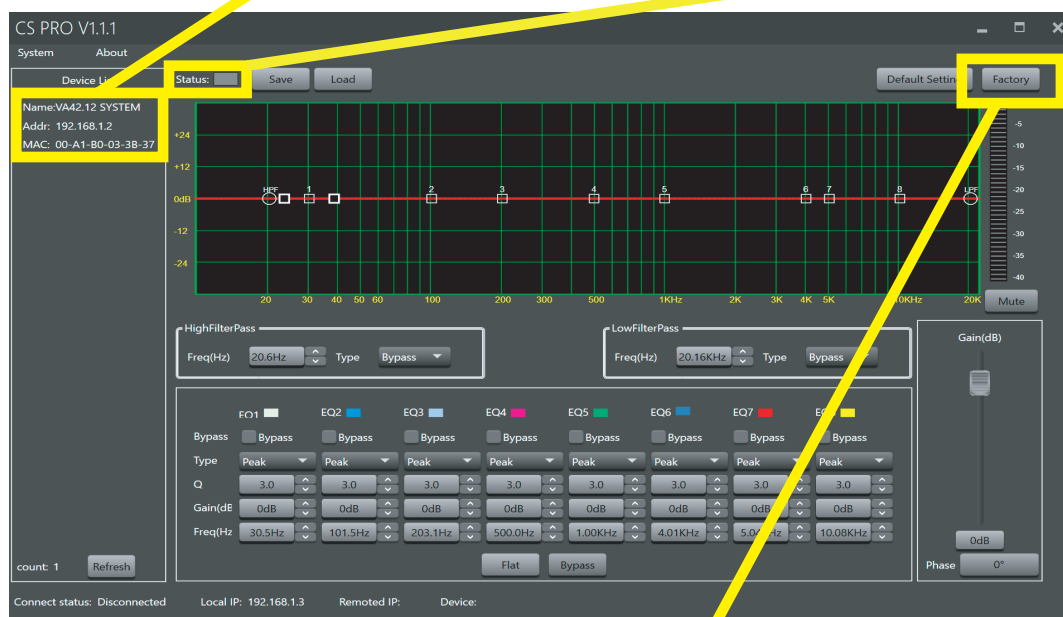 CS PRO V1.1.1
System About
Device Li
Status: Save Load Default Setting Factory
Name:VA42.12 SYSTEM
Addr: 192.168.1.2
MAC: 00-A1-B0-03-3B-37
-5
+24
-10
+12
-15
HPF 1 2 3 4 5 6 7 8 LPF
-20
0dB
-25
-12
-30
-24
-35
-40
20 30 40 50 60 100 200 300 500 1KHz 2K 3K 4K 5K 10KHz 20K
Mute
HighFilterPass LowFilterPass
Freq(Hz) 20.6Hz Type Bypass Freq(Hz) 20.16KHz Type Bypass
Gain(dB)
EQ1 EQ2 EQ3 EQ4 EQ5 EQ6 EQ7
Bypass Bypass Bypass Bypass Bypass Bypass Bypass Bypass Bypass
Type Peak Peak Peak Peak Peak Peak Peak Peak
Q 3.0 3.0 3.0 3.0 3.0 3.0 3.0 3.0
Gain(dB 0dB 0dB 0dB 0dB 0dB 0dB 0dB 0dB
Freq(Hz 30.5Hz 101.5Hz 203.1Hz 500.0Hz 1.00KHz 4.01KHz 10.08KHz
0dB
Flat Bypass
Phase 0°
count: 1 Refresh
Connect status: Disconnected Local IP: 192.168.1.3 Remoted IP: Device: